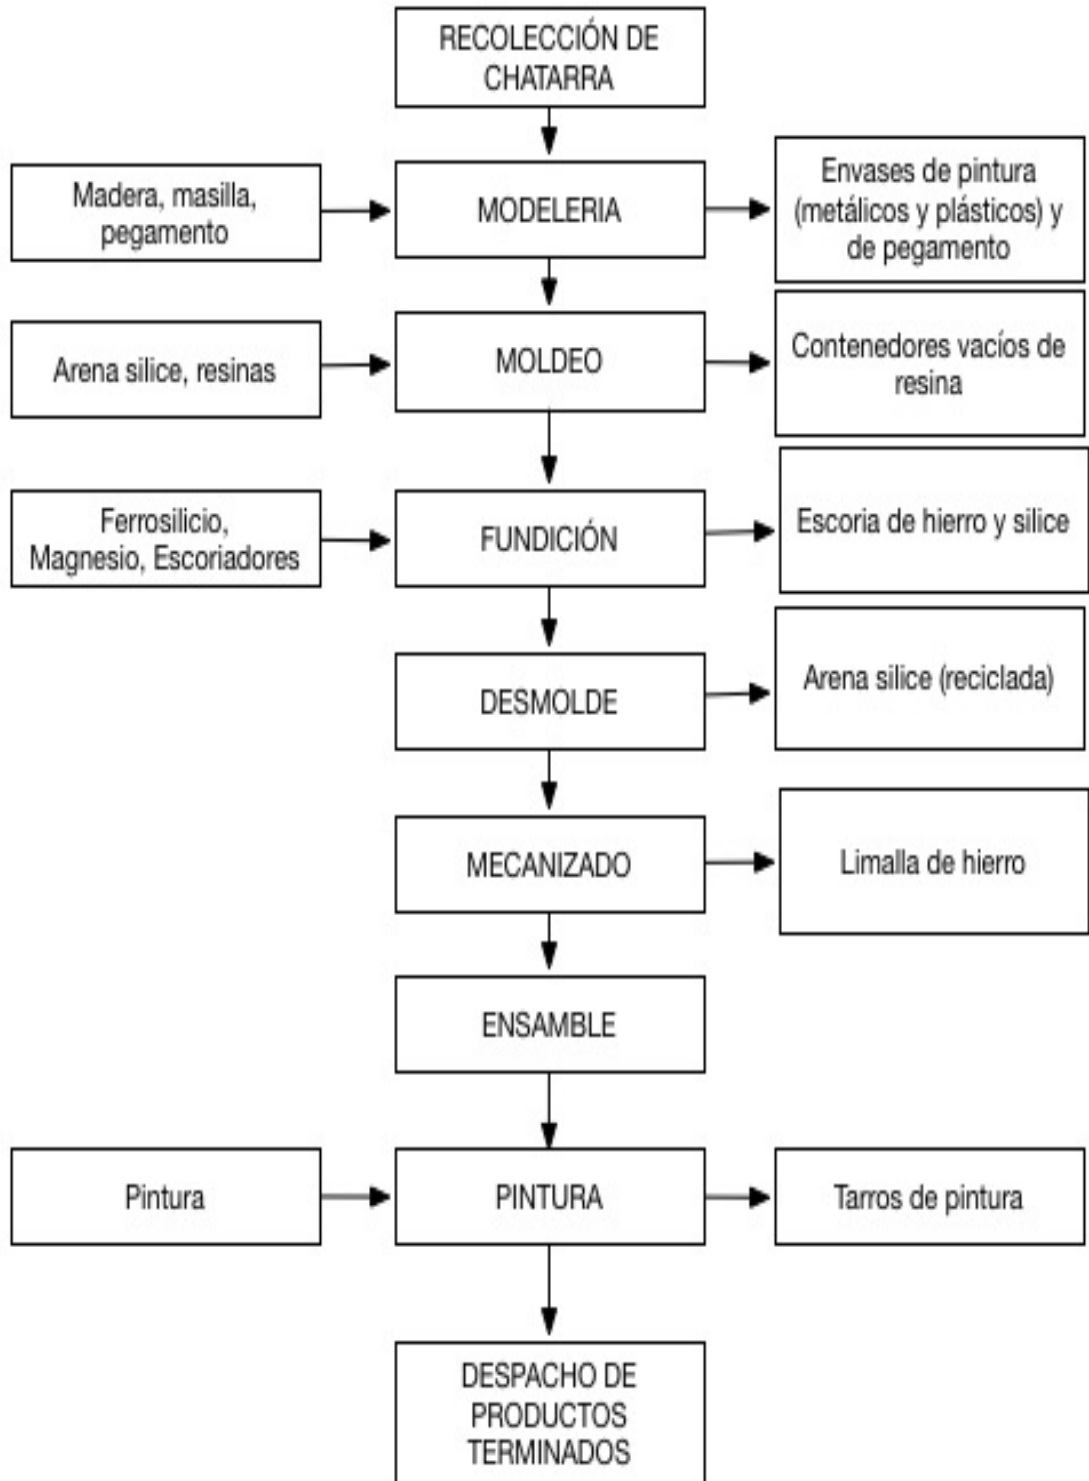 RECOLECCIÓN DE
CHATARRA
Madera, masilla,
pegamento
MODELERIA
Envases de pintura
(metálicos y plásticos) y
de pegamento
Arena silice, resinas
MOLDEO
Contenedores vacíos de
resina
Ferrosilicio,
Magnesio, Escoriadores
FUNDICIÓN
Escoria de hierro y silice
DESMOLDE
Arena silice (reciclada)
MECANIZADO
Limalla de hierro
ENSAMBLE
Pintura
PINTURA
Tarros de pintura
DESPACHO DE
PRODUCTOS
TERMINADOS